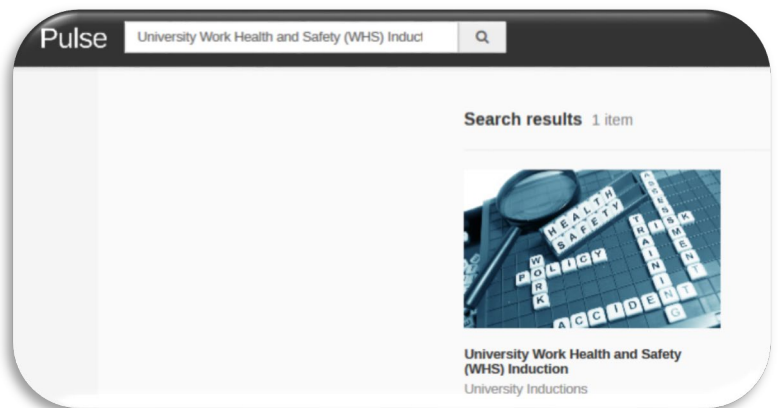 Pulse
University Work Health and Safety (WHS) Induct
Search results 1 item
HEALTH
SAFETY
ASSESSMENT
RISK
TRAINING
POLICY
WORK
ACCIDENT
University Work Health and Safety
(WHS) Induction
University Inductions